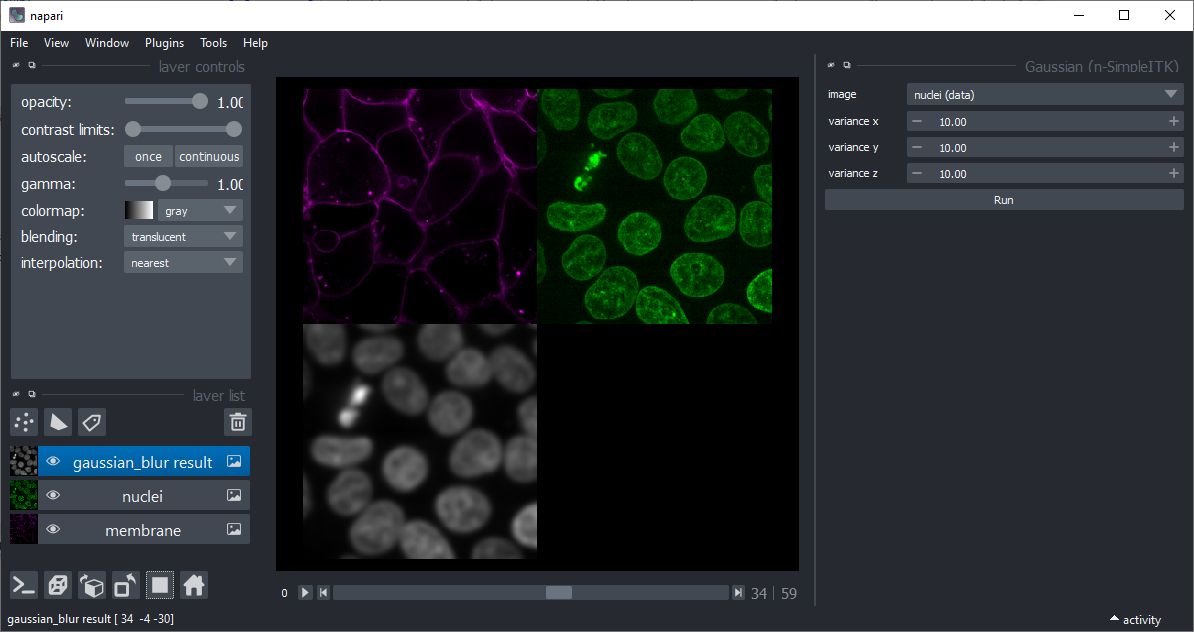 napari
File View Window Plugins Tools Help
layer controls
opacity: 1.00
contrast limits:
autoscale: once continuous
gamma: 1.00
colormap: gray
blending: translucent
interpolation: nearest
layer list
gaussian_blur result
nuclei
membrane
0 34 | 59
Gaussian (n-SimpleITK)
image nuclei (data)
variance x 10.00
variance y 10.00
variance z 10.00
Run
gaussian_blur result [ 34 -4 -30]
activity